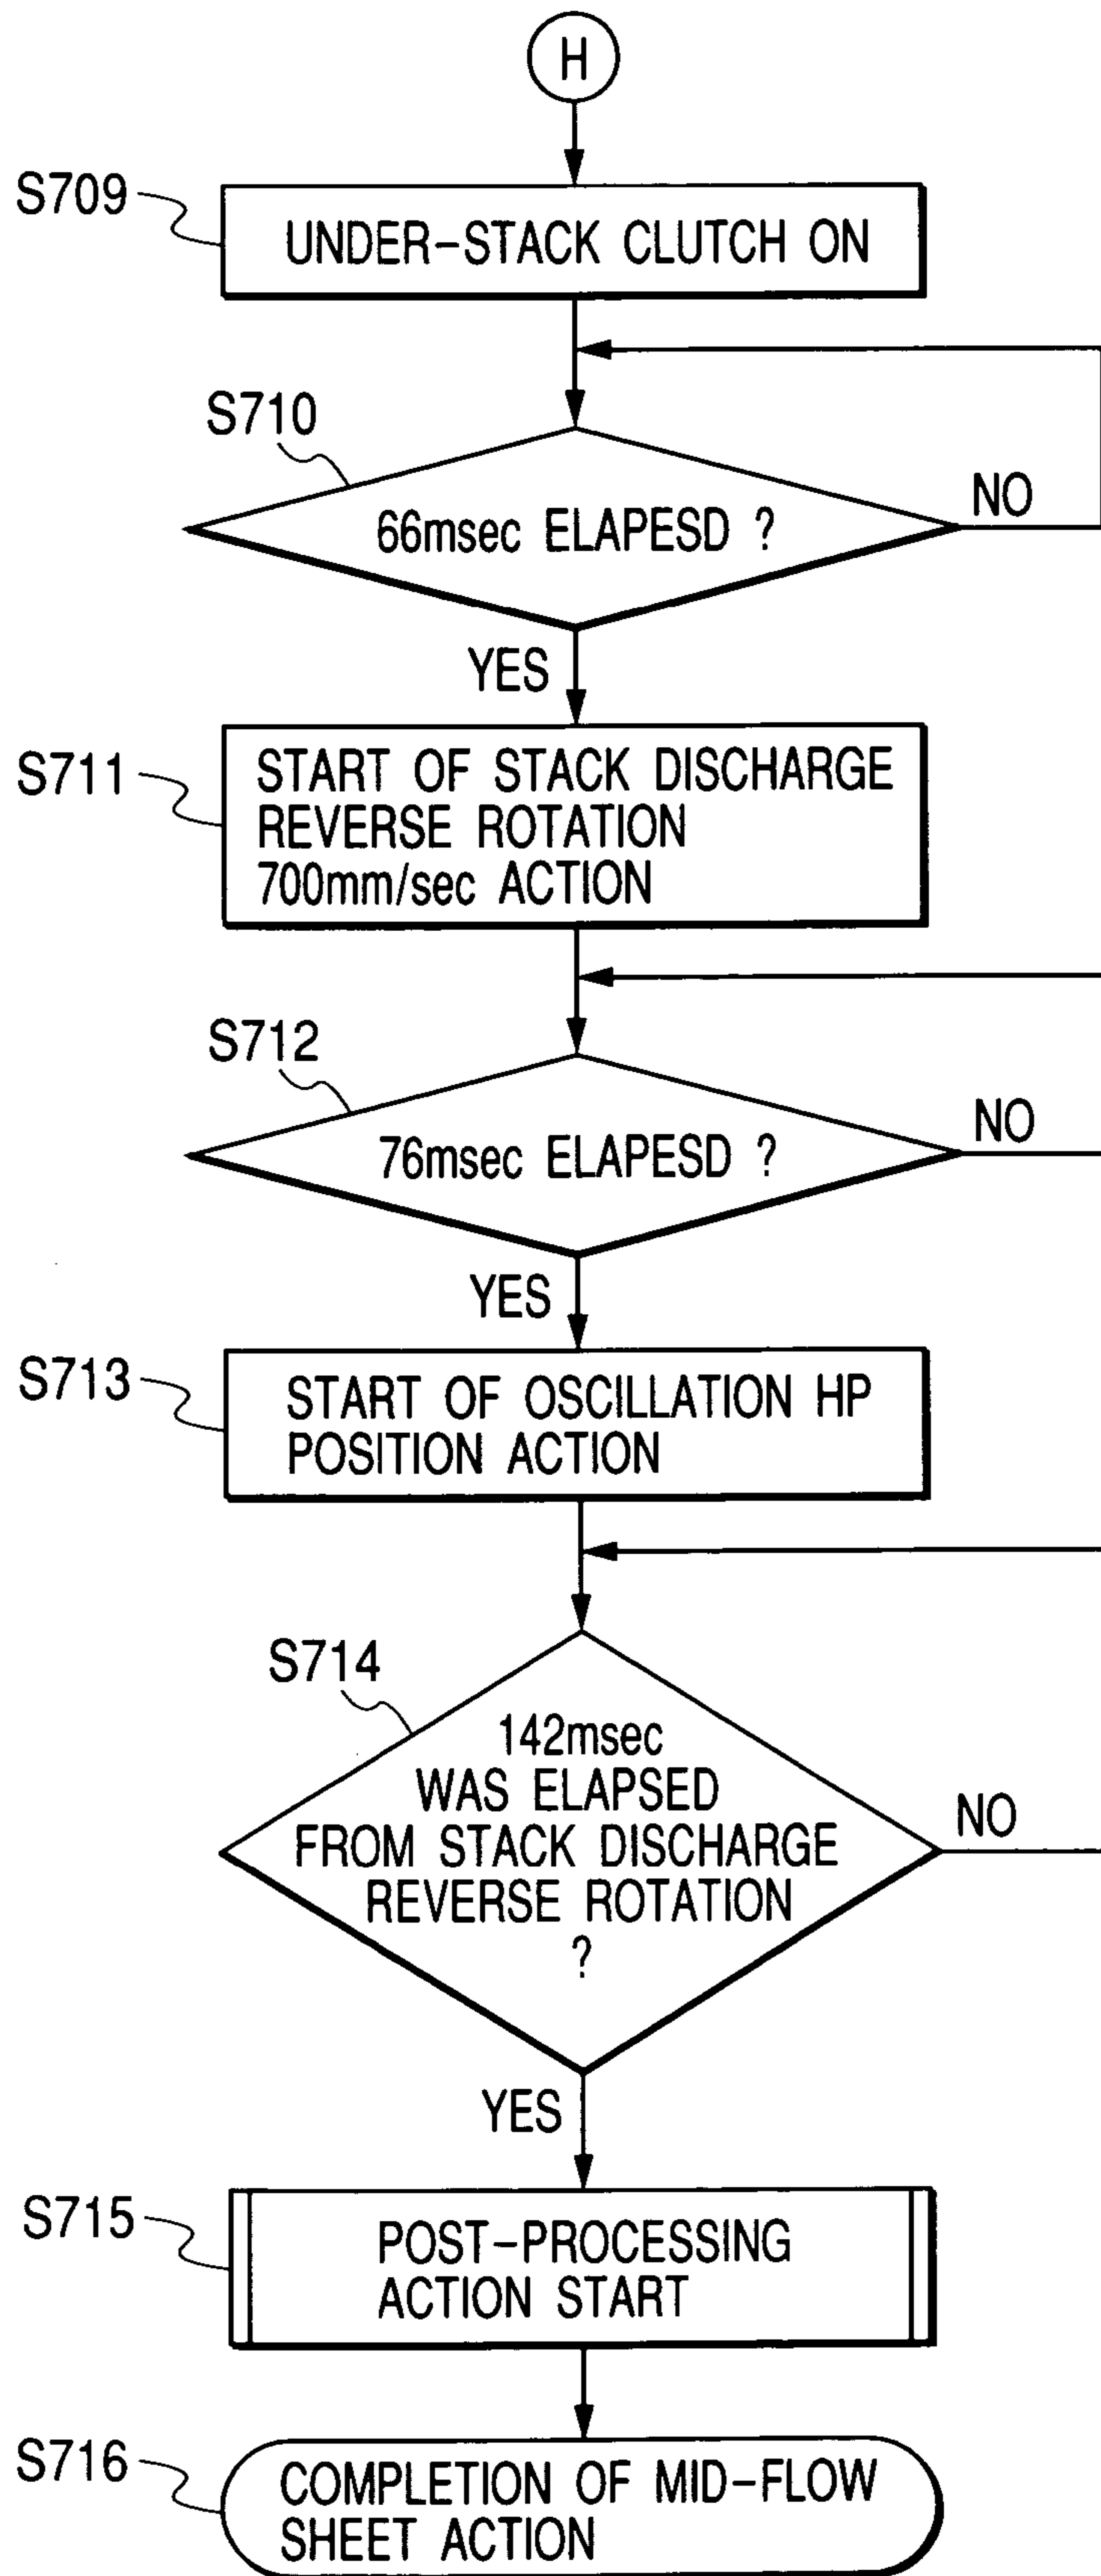 H
S709
UNDER-STACK CLUTCH ON
S710
66msec ELAPESD ?
NO
YES
S711
START OF STACK DISCHARGE
REVERSE ROTATION
700mm/sec ACTION
S712
76msec ELAPESD ?
NO
YES
S713
START OF OSCILLATION HP
POSITION ACTION
S714
142msec
WAS ELAPSED
FROM STACK DISCHARGE
REVERSE ROTATION
?
NO
YES
S715
POST-PROCESSING
ACTION START
S716
COMPLETION OF MID-FLOW
SHEET ACTION